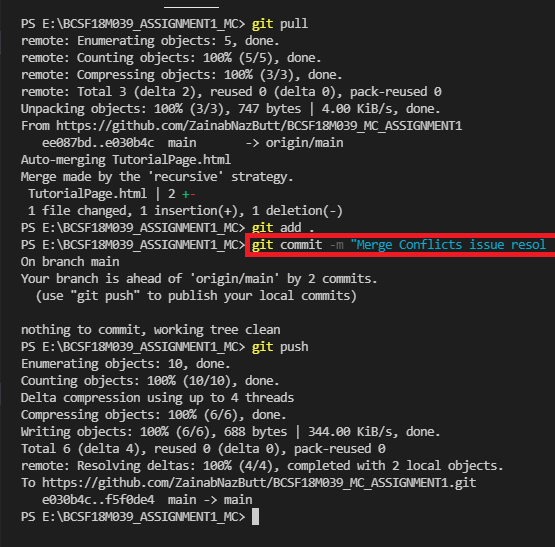 PS E:\BCSF18M039_ASSIGNMENT1_MC> git pull
remote: Enumerating objects: 5, done.
remote: Counting objects: 100% (5/5), done.
remote: Compressing objects: 100% (3/3), done.
remote: Total 3 (delta 2), reused 0 (delta 0), pack-reused 0
Unpacking objects: 100% (3/3), 747 bytes | 4.00 KiB/s, done.
From https://github.com/ZainabNazButt/BCSF18M039_MC_ASSIGNMENT1
   ee087bd..e030b4c  main       -> origin/main
Auto-merging TutorialPage.html
Merge made by the 'recursive' strategy.
 TutorialPage.html | 2 +-
 1 file changed, 1 insertion(+), 1 deletion(-)
PS E:\BCSF18M039_ASSIGNMENT1_MC> git add .
PS E:\BCSF18M039_ASSIGNMENT1_MC> git commit -m "Merge Conflicts issue resol
On branch main
Your branch is ahead of 'origin/main' by 2 commits.
  (use "git push" to publish your local commits)

nothing to commit, working tree clean
PS E:\BCSF18M039_ASSIGNMENT1_MC> git push
Enumerating objects: 10, done.
Counting objects: 100% (10/10), done.
Delta compression using up to 4 threads
Compressing objects: 100% (6/6), done.
Writing objects: 100% (6/6), 688 bytes | 344.00 KiB/s, done.
Total 6 (delta 4), reused 0 (delta 0), pack-reused 0
remote: Resolving deltas: 100% (4/4), completed with 2 local objects.
To https://github.com/ZainabNazButt/BCSF18M039_MC_ASSIGNMENT1.git
   e030b4c..f5f0de4  main -> main
PS E:\BCSF18M039_ASSIGNMENT1_MC>